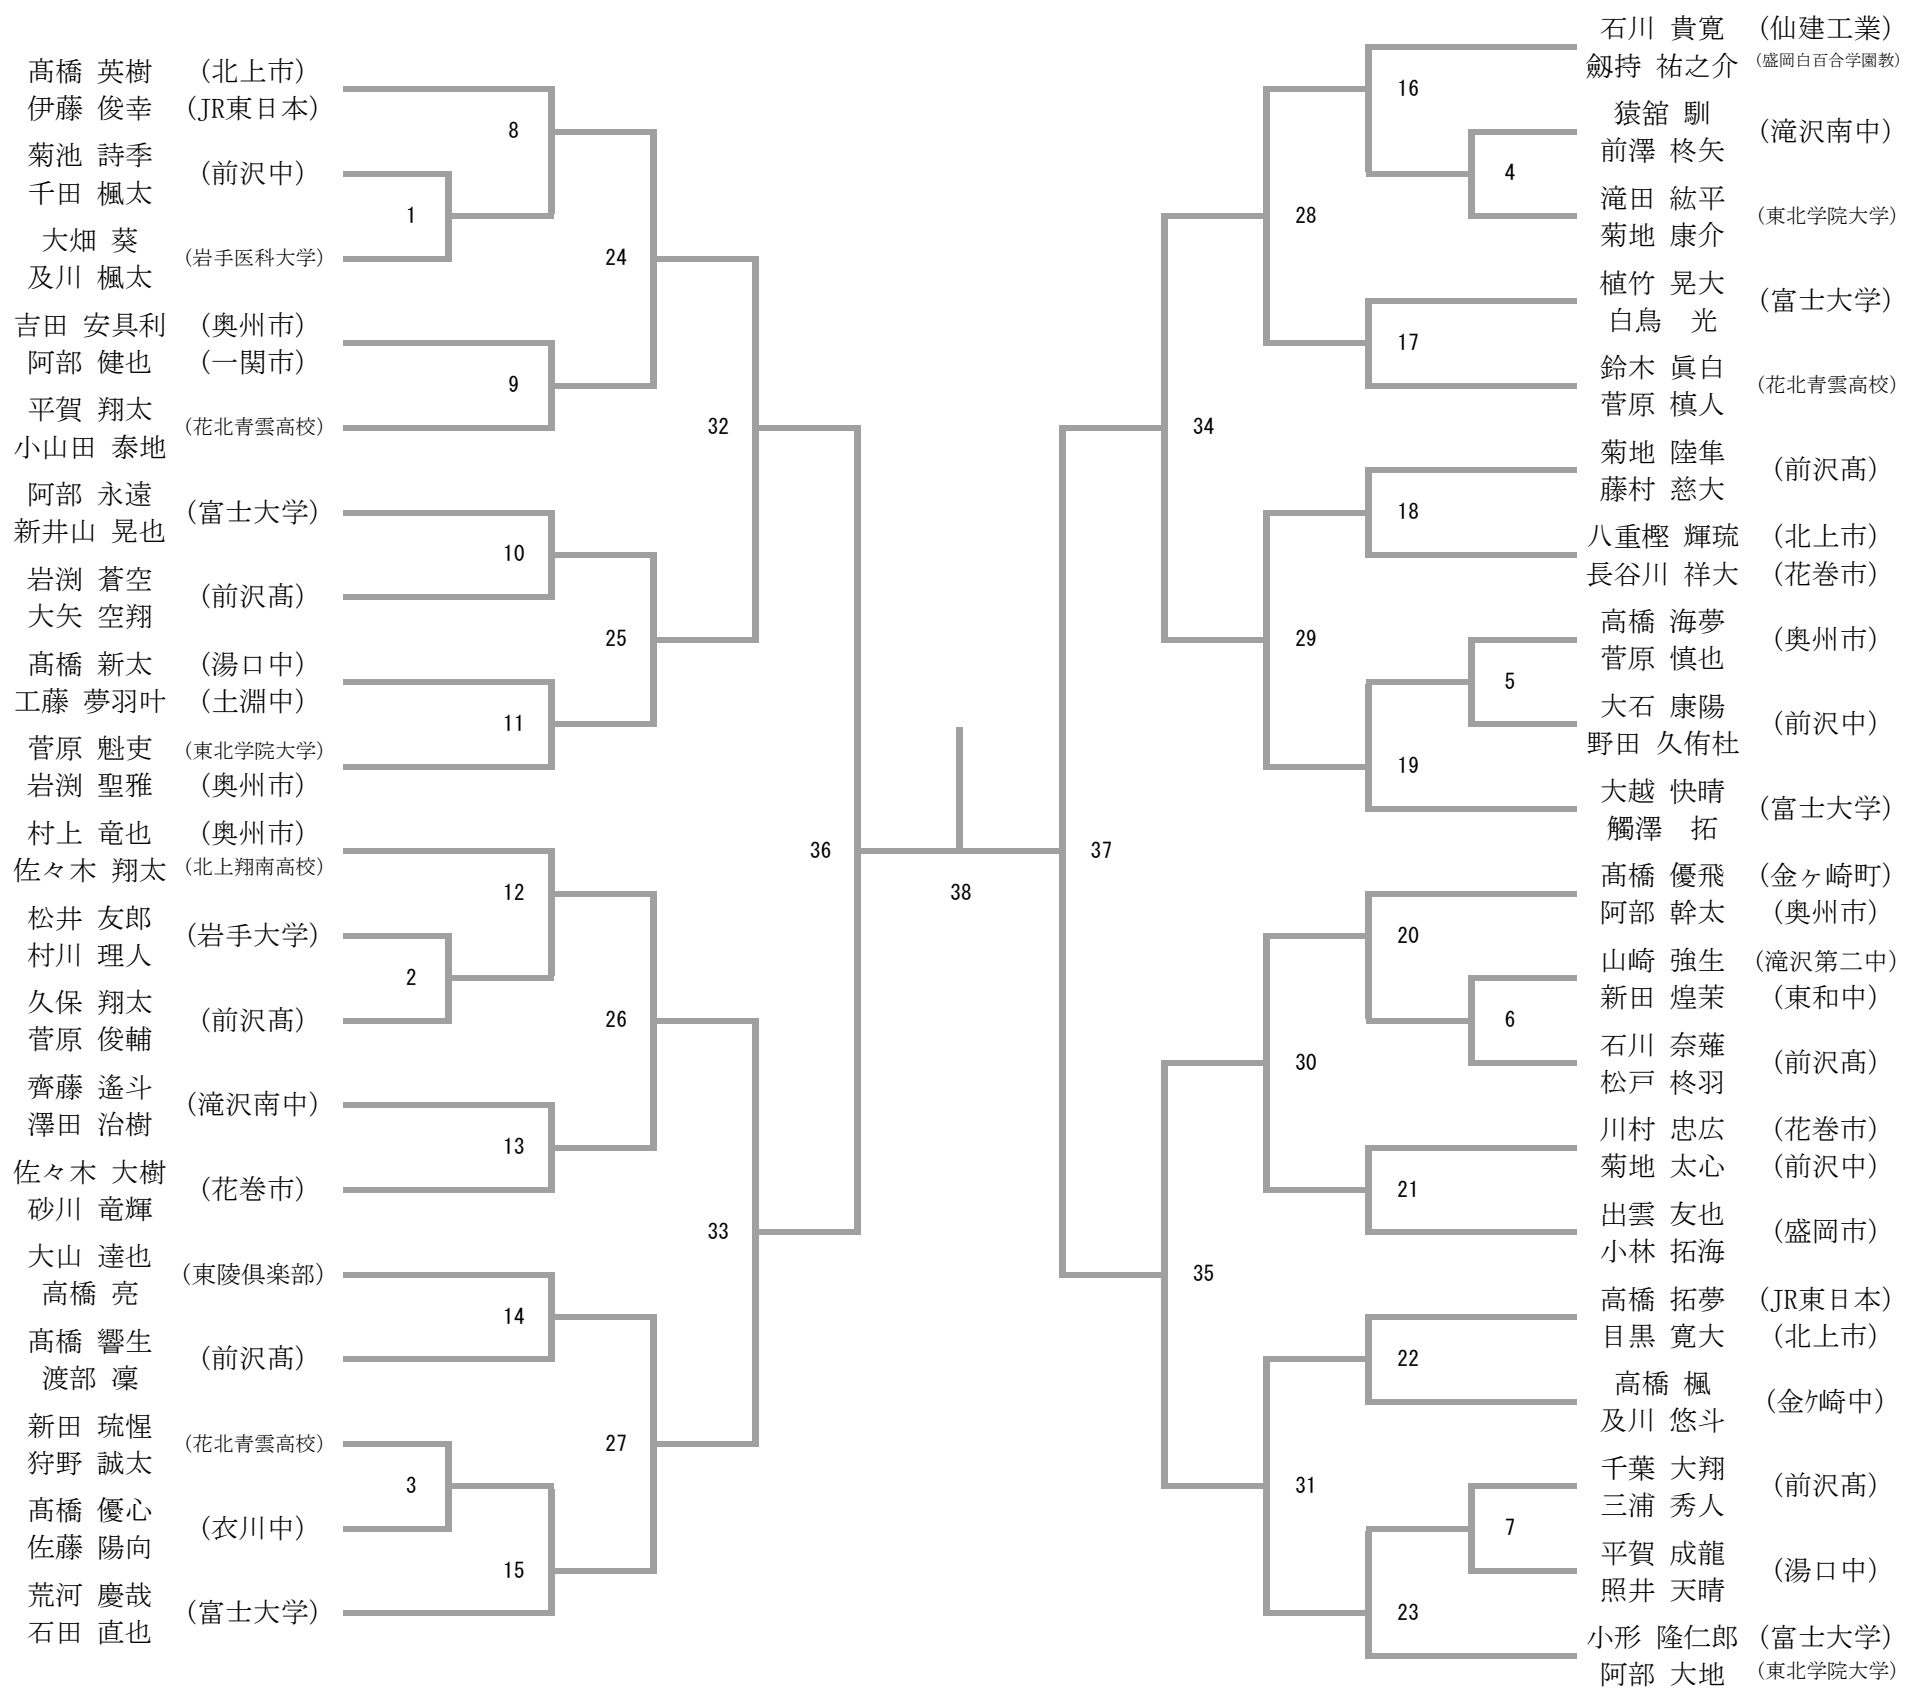 髙橋 英樹 (北上市)
伊藤 俊幸 (JR東日本)
8
菊池 詩季
(前沢中)
千田 楓太
1
大畑 葵
(岩手医科大学)
及川 楓太
24
吉田 安具利 (奥州市)
阿部 健也 (一関市)
9
平賀 翔太
(花北青雲高校)
小山田 泰地
32
阿部 永遠
(富士大学)
新井山 晃也
10
岩渕 蒼空
(前沢髙)
大矢 空翔
25
髙橋 新太 (湯口中)
工藤 夢羽叶 (土淵中)
11
菅原 魁吏 (東北学院大学)
岩渕 聖雅 (奥州市)
36
村上 竜也 (奥州市)
佐々木 翔太 (北上翔南高校)
12
松井 友郎
(岩手大学)
村川 理人
2
久保 翔太
(前沢髙)
菅原 俊輔
26
齊藤 遙斗
(滝沢南中)
澤田 治樹
13
佐々木 大樹
(花巻市)
砂川 竜輝
33
大山 達也
(東陵倶楽部)
高橋 亮
14
髙橋 響生
(前沢髙)
渡部 凜
27
新田 琉惺
(花北青雲高校)
狩野 誠太
3
髙橋 優心
(衣川中)
佐藤 陽向
15
荒河 慶哉
(富士大学)
石田 直也
38
石川 貴寛 (仙建工業)
劔持 祐之介 (盛岡白百合学園教)
16
猿舘 馴
(滝沢南中)
前澤 柊矢
4
滝田 紘平
(東北学院大学)
菊地 康介
28
植竹 晃大
(富士大学)
白鳥 光
17
鈴木 眞白
(花北青雲高校)
菅原 槙人
34
菊地 陸隼
(前沢髙)
藤村 慈大
18
八重樫 輝琉 (北上市)
長谷川 祥大 (花巻市)
29
高橋 海夢
(奥州市)
菅原 慎也
5
大石 康陽
(前沢中)
野田 久侑杜
19
大越 快晴
(富士大学)
觸澤 拓
37
髙橋 優飛 (金ヶ崎町)
阿部 幹太 (奥州市)
20
山崎 強生 (滝沢第二中)
新田 煌茉 (東和中)
6
石川 奈薙
(前沢髙)
松戸 柊羽
30
川村 忠広 (花巻市)
菊地 太心 (前沢中)
21
出雲 友也
(盛岡市)
小林 拓海
35
高橋 拓夢 (JR東日本)
目黒 寛大 (北上市)
22
高橋 楓
(金ケ崎中)
及川 悠斗
31
千葉 大翔
(前沢髙)
三浦 秀人
7
平賀 成龍
(湯口中)
照井 天晴
23
小形 隆仁郎 (富士大学)
阿部 大地 (東北学院大学)